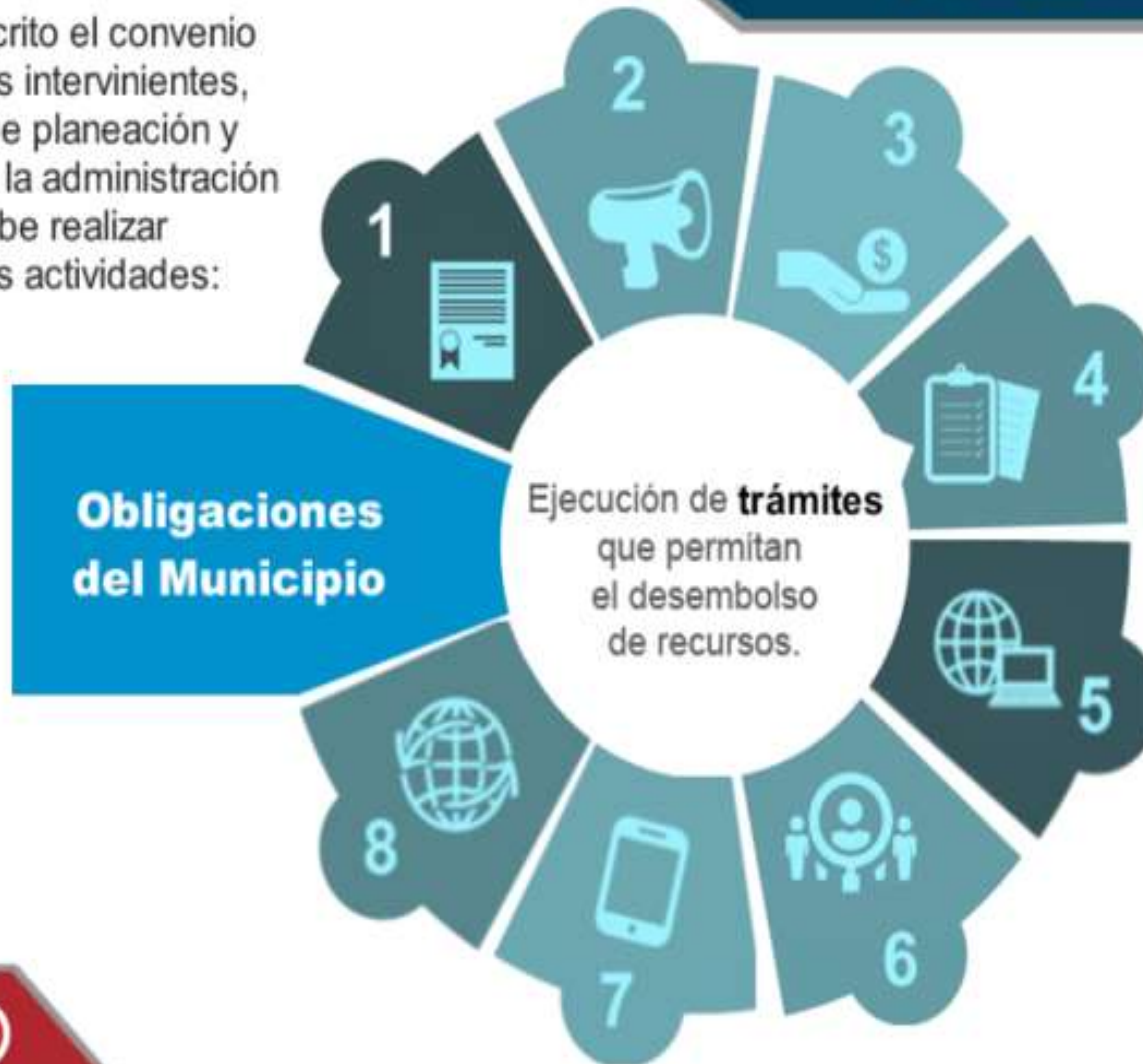 crito el convenio
s intervinientes,
e planeación y
la administración
be realizar
s actividades:
1
2
3
$
4
5
6
7
8
Obligaciones
del Municipio
Ejecución de trámites
que permitan
el desembolso
de recursos.